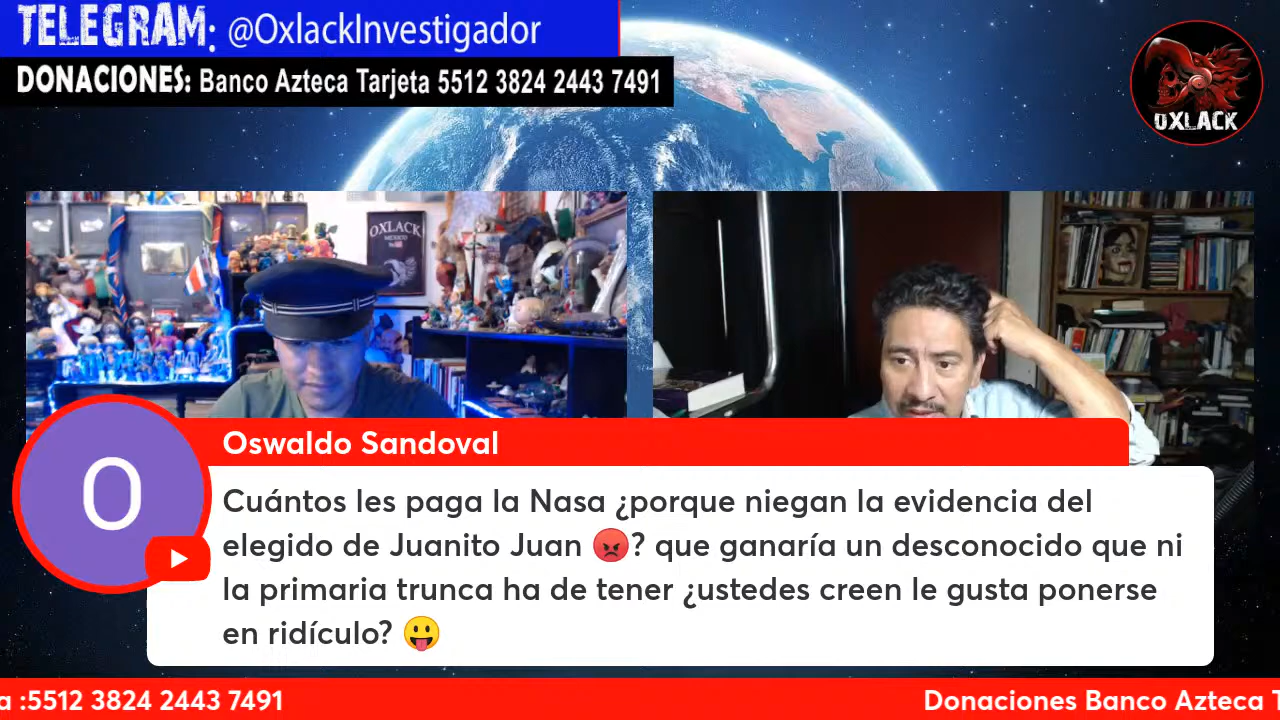 TELEGRAM: @OxlackInvestigador
DONACIONES: Banco Azteca Tarjeta 5512 3824 2443 7491
OXLACK
OXLACK
MEXICO
Oswaldo Sandoval
O
Cuántos les paga la Nasa ¿porque niegan la evidencia del
elegido de Juanito Juan 😡? que ganaría un desconocido que ni
la primaria trunca ha de tener ¿ustedes creen le gusta ponerse
en ridículo? 😛
a :5512 3824 2443 7491
Donaciones Banco Azteca T